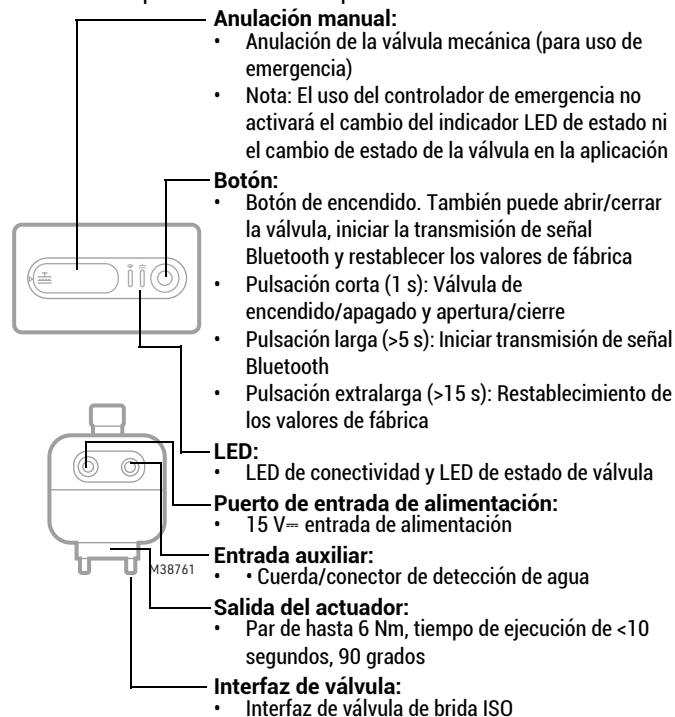 Anulación manual:
• Anulación de la válvula mecánica (para uso de
emergencia)
• Nota: El uso del controlador de emergencia no
activará el cambio del indicador LED de estado ni
el cambio de estado de la válvula en la aplicación
Botón:
• Botón de encendido. También puede abrir/cerrar
la válvula, iniciar la transmisión de señal
Bluetooth y restablecer los valores de fábrica
• Pulsación corta (1 s): Válvula de
encendido/apagado y apertura/cierre
• Pulsación larga (>5 s): Iniciar transmisión de señal
Bluetooth
• Pulsación extralarga (>15 s): Restablecimiento de
los valores de fábrica
LED:
• LED de conectividad y LED de estado de válvula
Puerto de entrada de alimentación:
• 15 V⎓ entrada de alimentación
Entrada auxiliar:
• • Cuerda/conector de detección de agua
M38761
Salida del actuador:
• Par de hasta 6 Nm, tiempo de ejecución de <10
segundos, 90 grados
Interfaz de válvula:
• Interfaz de válvula de brida ISO